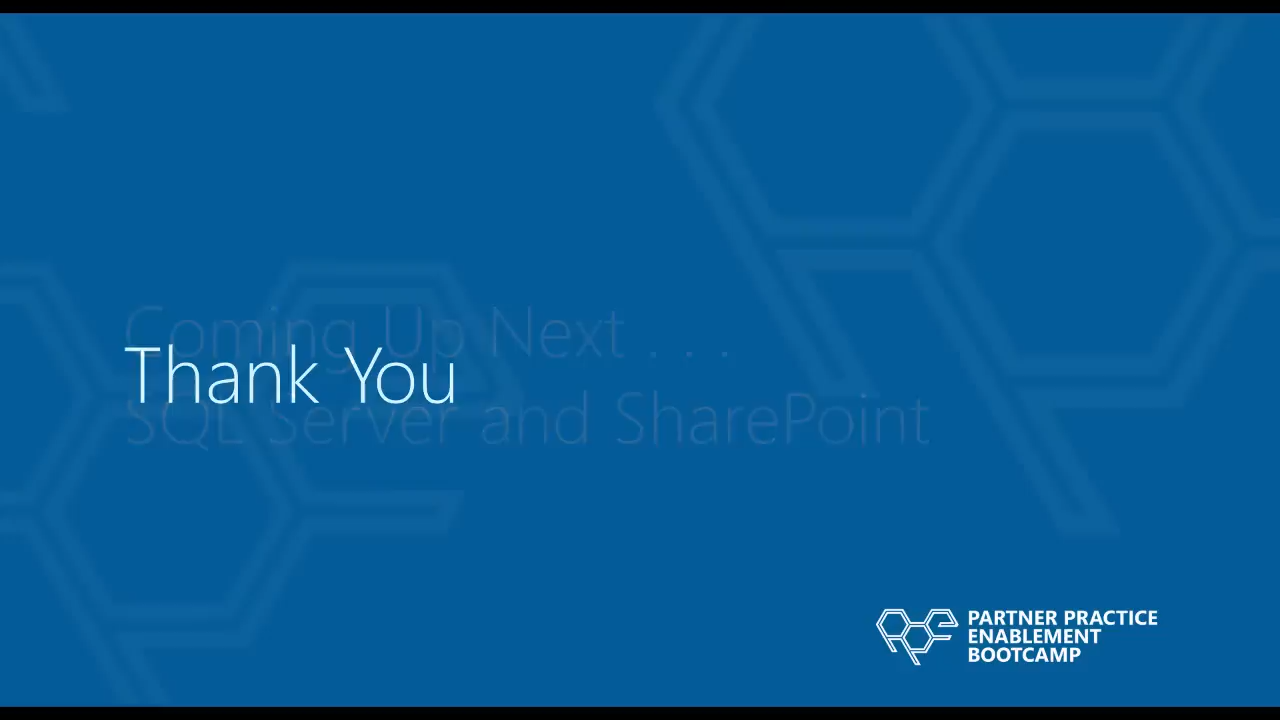 Coming Up Next . . .
Thank You
SQL Server and SharePoint
PARTNER PRACTICE
ENABLEMENT
BOOTCAMP